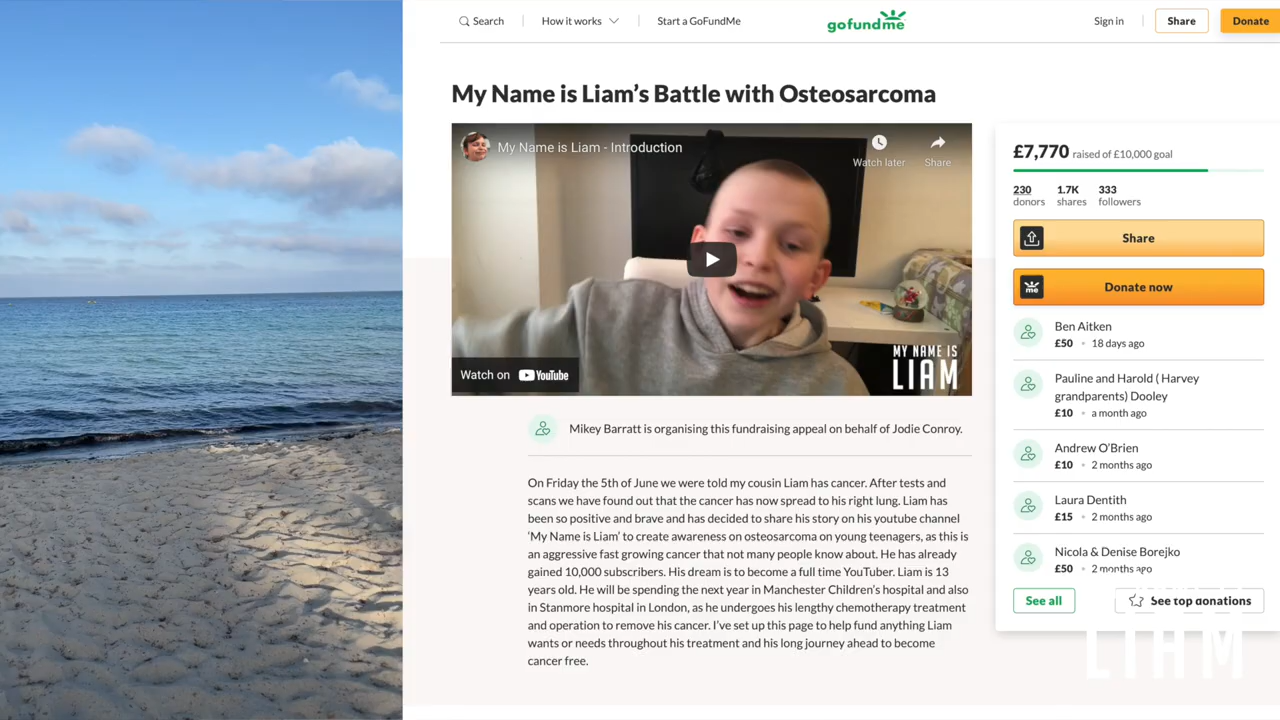 Search
How it works
Start a GoFundMe
gofundme
Sign in
Share
Donate
My Name is Liam’s Battle with Osteosarcoma
My Name is Liam - Introduction
Watch later
Share
MY NAME IS
LIAM
Watch on YouTube
£7,770 raised of £10,000 goal
230 1.7K 333
donors shares followers
Share
me
Donate now
Ben Aitken
£50 • 18 days ago
Pauline and Harold ( Harvey
grandparents) Dooley
£10 • a month ago
Andrew O’Brien
£10 • 2 months ago
Laura Dentith
£15 • 2 months ago
Nicola & Denise Borejko
£50 • 2 months ago
See all
See top donations
Mikey Barratt is organising this fundraising appeal on behalf of Jodie Conroy.
On Friday the 5th of June we were told my cousin Liam has cancer. After tests and
scans we have found out that the cancer has now spread to his right lung. Liam has
been so positive and brave and has decided to share his story on his youtube channel
‘My Name is Liam’ to create awareness on osteosarcoma on young teenagers, as this is
an aggressive fast growing cancer that not many people know about. He has already
gained 10,000 subscribers. His dream is to become a full time YouTuber. Liam is 13
years old. He will be spending the next year in Manchester Children’s hospital and also
in Stanmore hospital in London, as he undergoes his lengthy chemotherapy treatment
and operation to remove his cancer. I’ve set up this page to help fund anything Liam
wants or needs throughout his treatment and his long journey ahead to become
cancer free.
LIAM